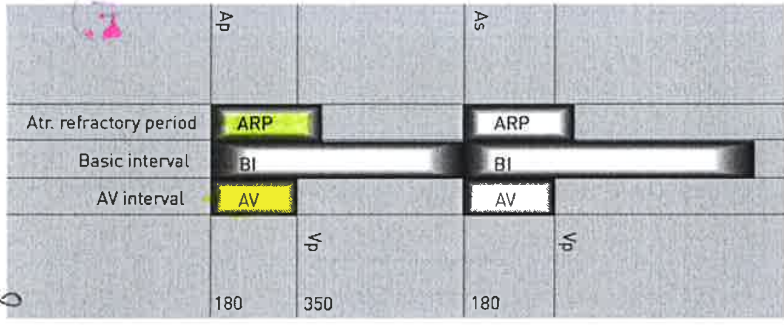 Ap As
Atr. refractory period ARP ARP
Basic interval BI BI
AV interval AV AV
Vp Vp
180 350 180